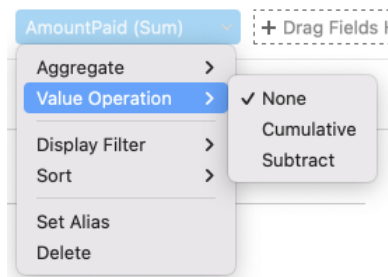 AmountPaid (Sum)
+ Drag Fields
Aggregate
Value Operation
✓ None
Cumulative
Subtract
Display Filter
Sort
Set Alias
Delete